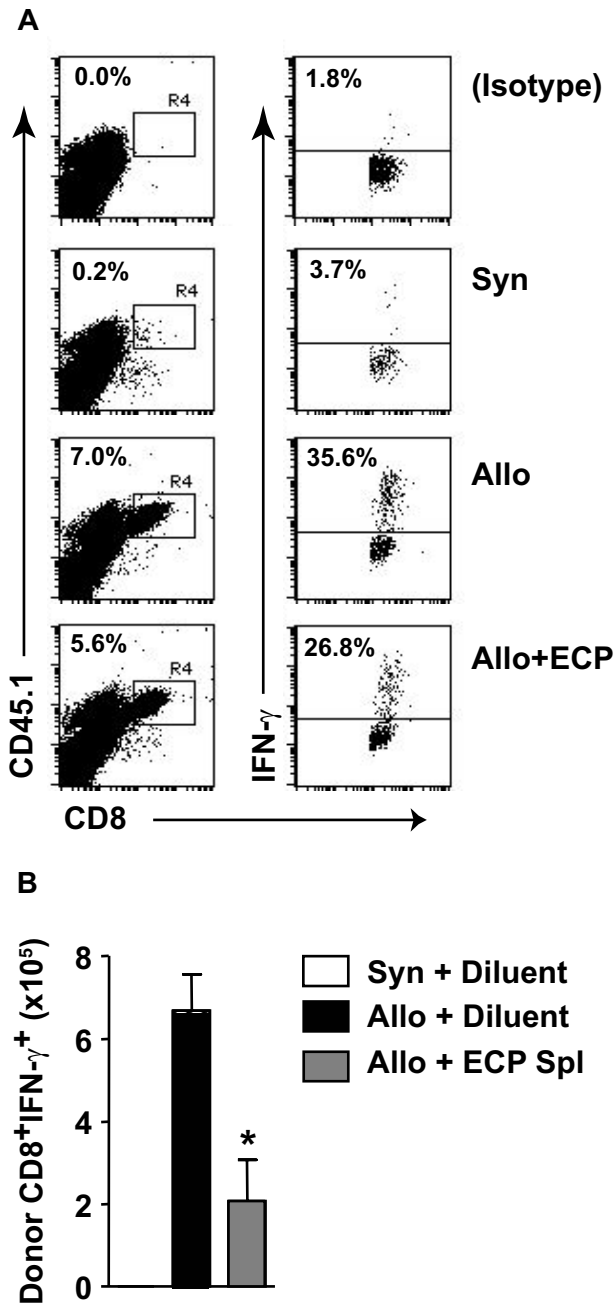 A
0.0%
R4
1.8%
(Isotype)
0.2%
R4
3.7%
Syn
7.0%
R4
35.6%
Allo
5.6%
R4
26.8%
Allo+ECP
CD45.1
IFN-γ
CD8
B
Donor CD8⁺IFN-γ⁺ (x10⁵)
8
6
4
2
0
*
Syn + Diluent
Allo + Diluent
Allo + ECP Spl